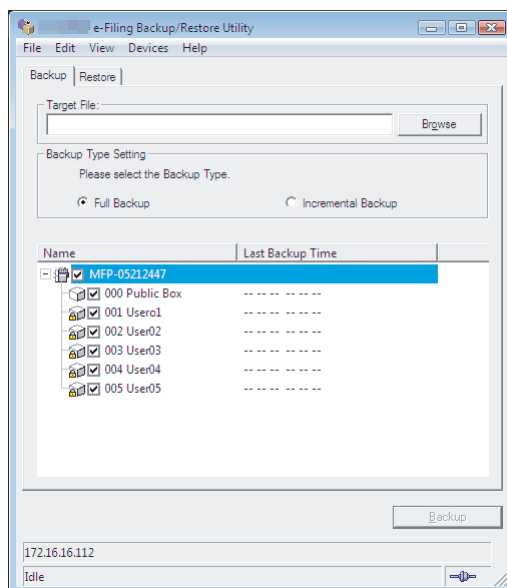 e-Filing Backup/Restore Utility
File Edit View Devices Help
Backup Restore
Target File:
Browse
Backup Type Setting
Please select the Backup Type.
Full Backup Incremental Backup
Name Last Backup Time
MFP-05212447
000 Public Box -- -- -- -- -- --
001 Usero1 -- -- -- -- -- --
002 User02 -- -- -- -- -- --
003 User03 -- -- -- -- -- --
004 User04 -- -- -- -- -- --
005 User05 -- -- -- -- -- --
Backup
172.16.16.112
Idle